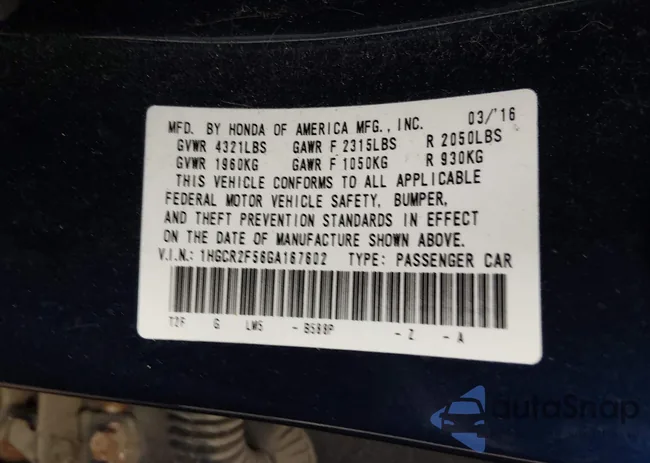 MFD. BY HONDA OF AMERICA MFG., INC. 03/'16
GVWR 4321LBS GAWR F 2315LBS R 2050LBS
GVWR 1960KG GAWR F 1050KG R 930KG
THIS VEHICLE CONFORMS TO ALL APPLICABLE
FEDERAL MOTOR VEHICLE SAFETY, BUMPER,
AND THEFT PREVENTION STANDARDS IN EFFECT
ON THE DATE OF MANUFACTURE SHOWN ABOVE.
V.I.N.: 1HGCR2F56GA167602 TYPE: PASSENGER CAR
T2F G LWS - B588P - Z - A
autoSnap